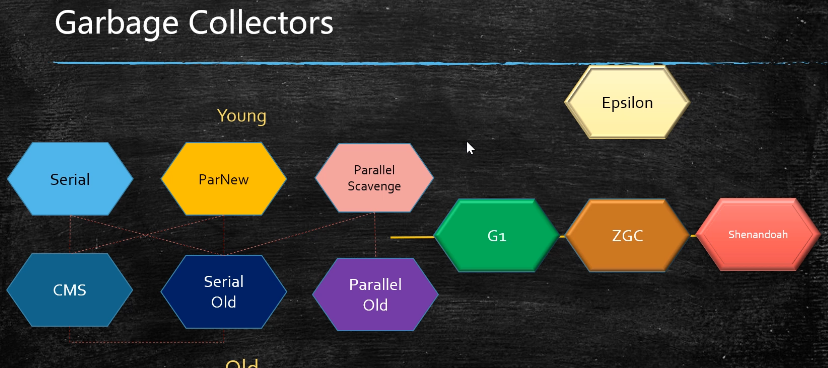 Garbage Collectors
Epsilon
Young
Serial
ParNew
Parallel
Scavenge
G1
ZGC
Shenandoah
CMS
Serial
Old
Parallel
Old
Old